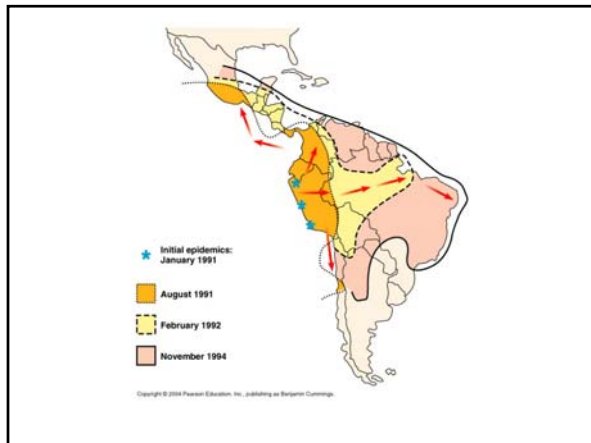 Initial epidemics:
January 1991
August 1991
February 1992
November 1994
Copyright © 2004 Pearson Education, Inc., publishing as Benjamin Cummings.